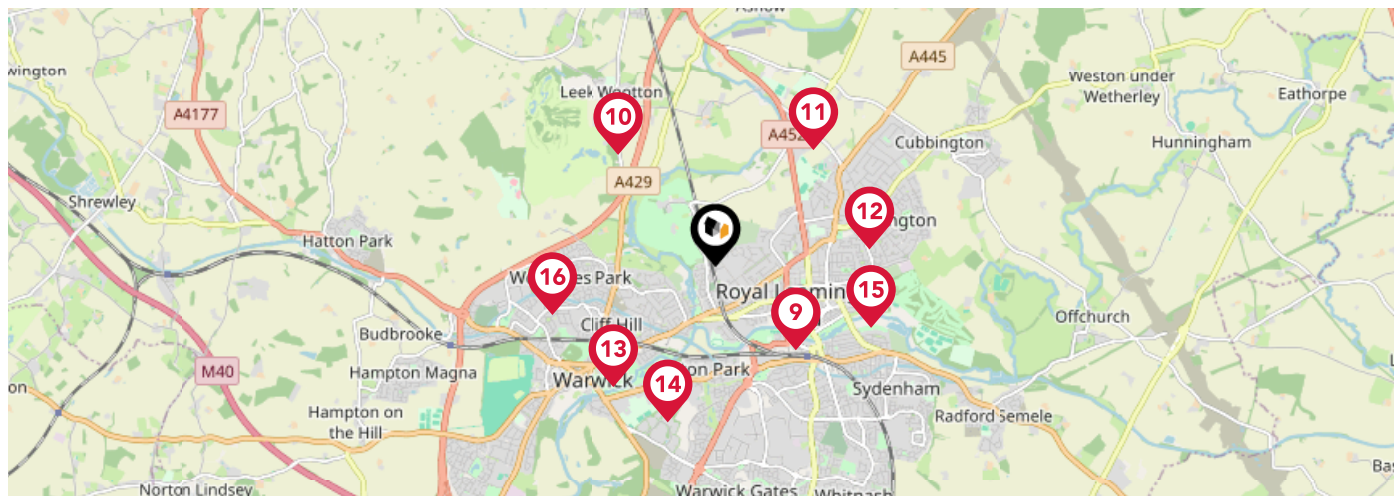 A445
Weston under
Wetherley
Leek Wootton
Eathorpe
A4177
10
11
A452
Cubbington
Hunningham
A429
Shrewley
12
Hatton Park
16
Royal
15
9
Offchurch
Cliff Hill
Budbrooke
13
M40
Hampton Magna
Warwick
14
Park
Sydenham
Hampton on
the Hill
Radford Semele
Norton Lindsey
Warwick Gates
Whitnash